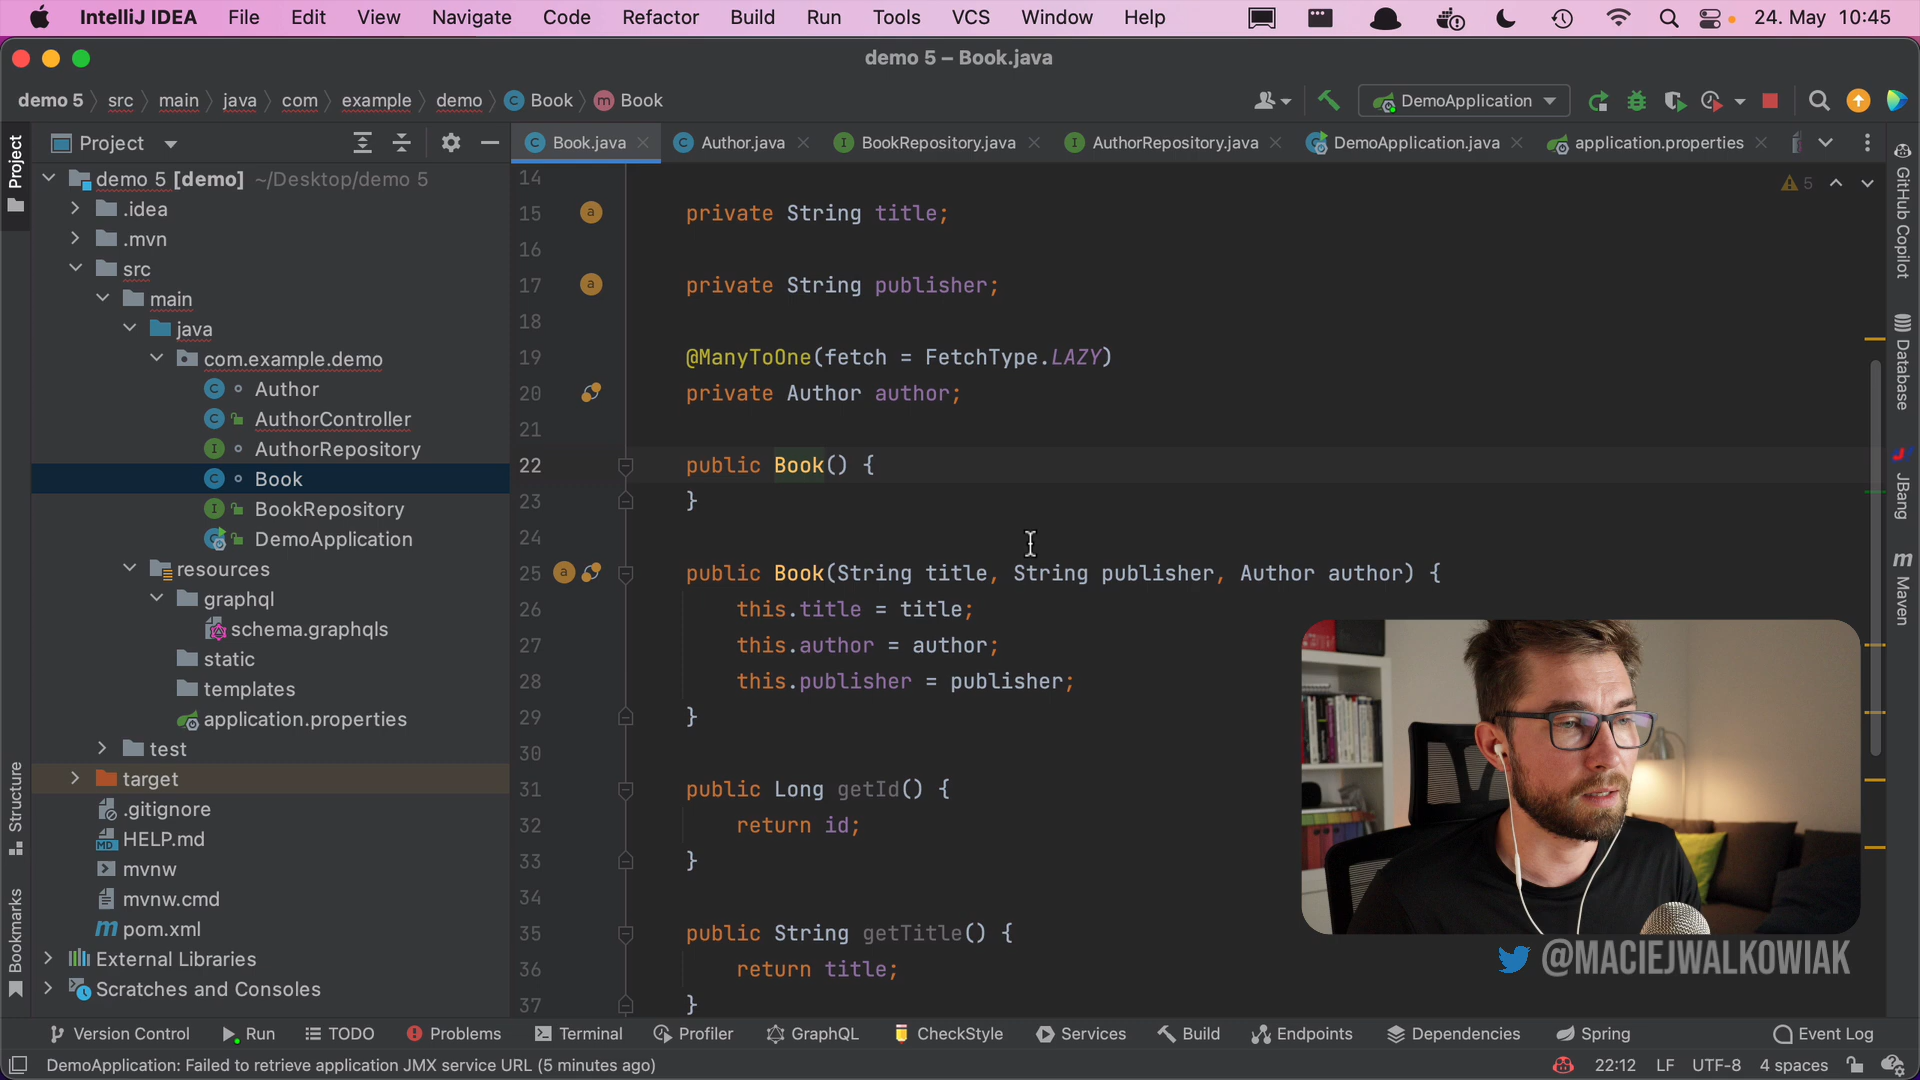 IntelliJ IDEA File Edit View Navigate Code Refactor Build Run Tools VCS Window Help 24. May 10:45
demo 5 – Book.java
demo 5 src main java com example demo Book Book DemoApplication
Project
Book.java Author.java BookRepository.java AuthorRepository.java DemoApplication.java application.properties
Project
Structure
Bookmarks
demo 5 [demo] ~/Desktop/demo 5
.idea
.mvn
src
main
java
com.example.demo
Author
AuthorController
AuthorRepository
Book
BookRepository
DemoApplication
resources
graphql
schema.graphqls
static
templates
application.properties
test
target
.gitignore
HELP.md
mvnw
mvnw.cmd
pom.xml
External Libraries
Scratches and Consoles
5
14
15 private String title;
16
17 private String publisher;
18
19 @ManyToOne(fetch = FetchType.LAZY)
20 private Author author;
21
22 public Book() {
23 }
24
25 public Book(String title, String publisher, Author author) {
26 this.title = title;
27 this.author = author;
28 this.publisher = publisher;
29 }
30
31 public Long getId() {
32 return id;
33 }
34
35 public String getTitle() {
36 return title;
37 }
GitHub Copilot
Database
JBang
Maven
@MACIEJWALKOWIAK
Version Control Run TODO Problems Terminal Profiler GraphQL CheckStyle Services Build Endpoints Dependencies Spring Event Log
DemoApplication: Failed to retrieve application JMX service URL (5 minutes ago) 22:12 LF UTF-8 4 spaces